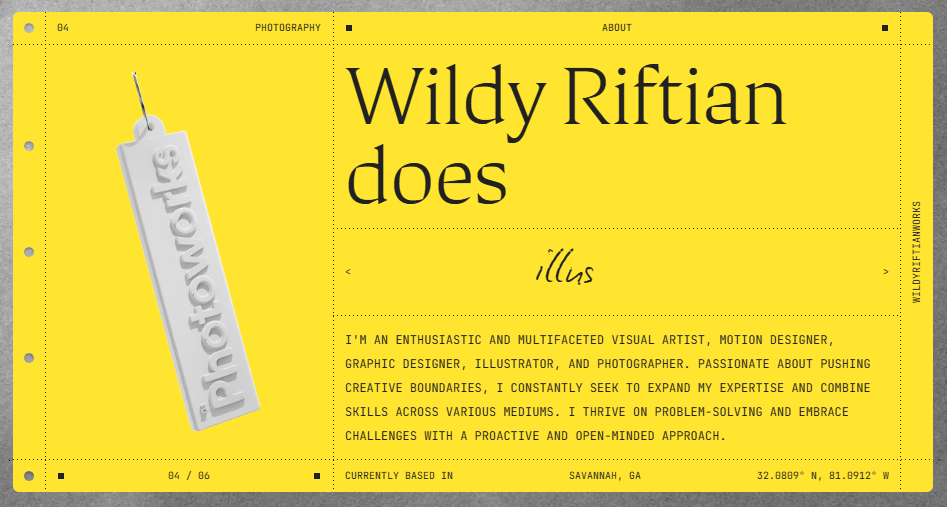 04
PHOTOGRAPHY
ABOUT
Photoworks
04 / 06
Wildy Riftian
does
<
illus
>
I'M AN ENTHUSIASTIC AND MULTIFACETED VISUAL ARTIST, MOTION DESIGNER,
GRAPHIC DESIGNER, ILLUSTRATOR, AND PHOTOGRAPHER. PASSIONATE ABOUT PUSHING
CREATIVE BOUNDARIES, I CONSTANTLY SEEK TO EXPAND MY EXPERTISE AND COMBINE
SKILLS ACROSS VARIOUS MEDIUMS. I THRIVE ON PROBLEM-SOLVING AND EMBRACE
CHALLENGES WITH A PROACTIVE AND OPEN-MINDED APPROACH.
CURRENTLY BASED IN
SAVANNAH, GA
32.0809° N, 81.0912° W
WILDYRIFTIANWORKS